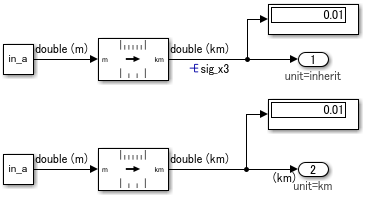 0.01
double (m)
double (km)
in_a
m
km
1
sig_x3
unit=inherit
0.01
double (m)
double (km)
in_a
m
km
2
(km)
unit=km